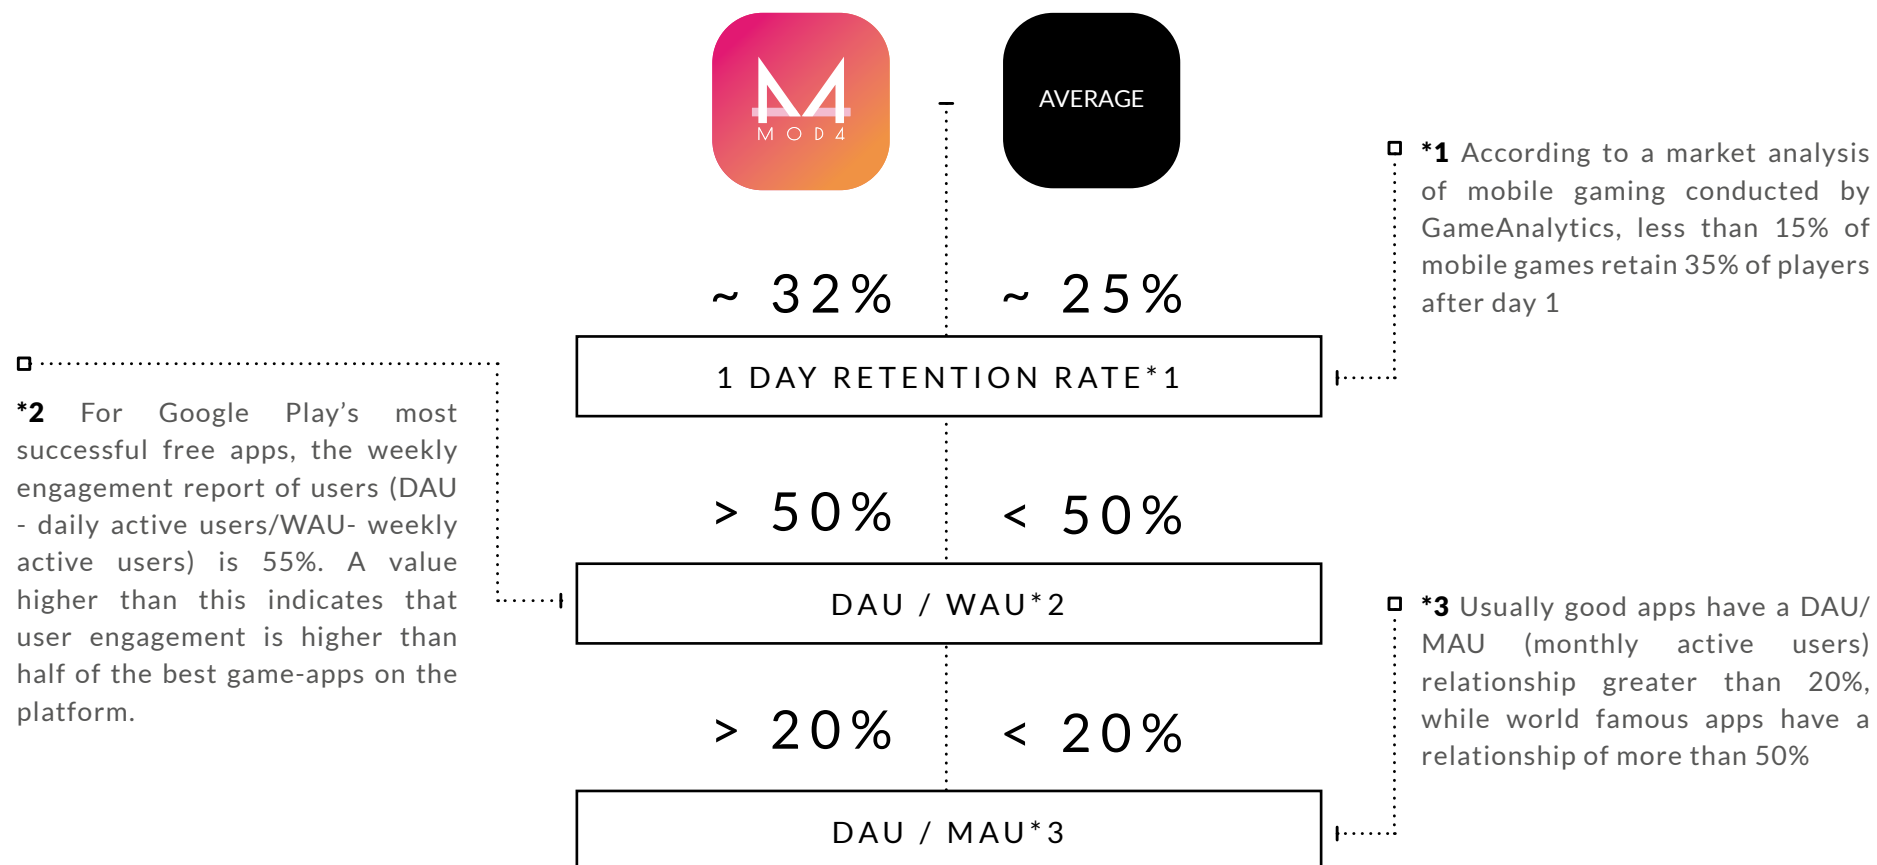 M
MOD4
AVERAGE
~ 32%
~ 25%
1 DAY RETENTION RATE*1
*1 According to a market analysis
of mobile gaming conducted by
GameAnalytics, less than 15% of
mobile games retain 35% of players
after day 1
*2 For Google Play’s most
successful free apps, the weekly
engagement report of users (DAU
- daily active users/WAU- weekly
active users) is 55%. A value
higher than this indicates that
user engagement is higher than
half of the best game-apps on the
platform.
> 50%
< 50%
DAU / WAU*2
*3 Usually good apps have a DAU/
MAU (monthly active users)
relationship greater than 20%,
while world famous apps have a
relationship of more than 50%
> 20%
< 20%
DAU / MAU*3